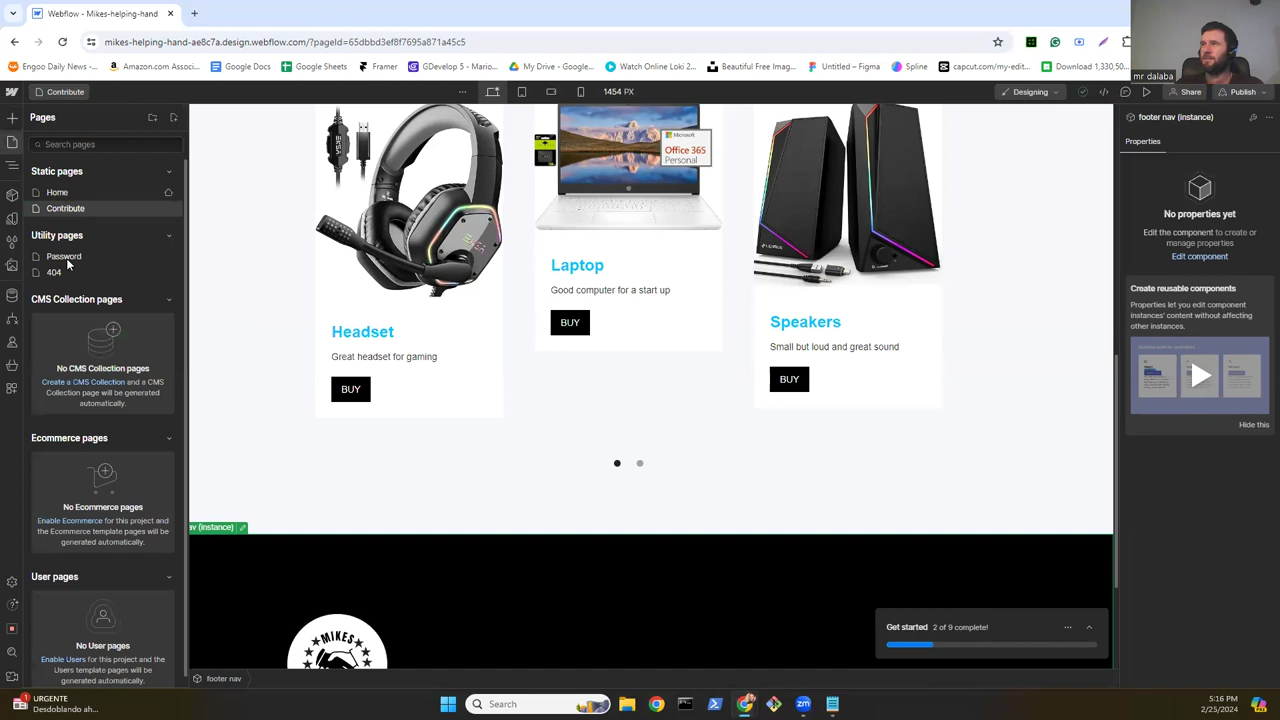 Webflow - Mikes-helping-hand
mikes-helping-hand-ae8c7a.design.webflow.com/?pageId=65dbbd3ef8f7695a871a45c5
Engoo Daily News -...
Amazon.com Associa...
Google Docs
Google Sheets
Framer
GDevelop 5 - Mario...
My Drive - Google...
Watch Online Loki 2...
Beautiful Free Imag...
Untitled – Figma
Spline
capcut.com/my-edit...
Download 1,330,50...
mr dalaba
Contribute
1454 PX
Designing
Share
Publish
Pages
Search pages
Static pages
Home
Contribute
Utility pages
Password
404
CMS Collection pages
No CMS Collection pages
Create a CMS Collection and a CMS
Collection page will be generated
automatically.
Ecommerce pages
No Ecommerce pages
Enable Ecommerce for this project and
the Ecommerce template pages will be
generated automatically.
User pages
No User pages
Enable Users for this project and the
Users template pages will be
generated automatically.
Microsoft
Office 365
Personal
Headset
Great headset for gaming
BUY
Laptop
Good computer for a start up
BUY
Speakers
Small but loud and great sound
BUY
av (instance)
MIKES
Get started 2 of 9 complete!
footer nav
footer nav (instance)
Properties
No properties yet
Edit the component to create or
manage properties
Edit component
Create reusable components
Properties let you edit component
instances' content without affecting
other instances.
Hide this
1
URGENTE
Desdoblando ah...
Search
5:16 PM
2/25/2024